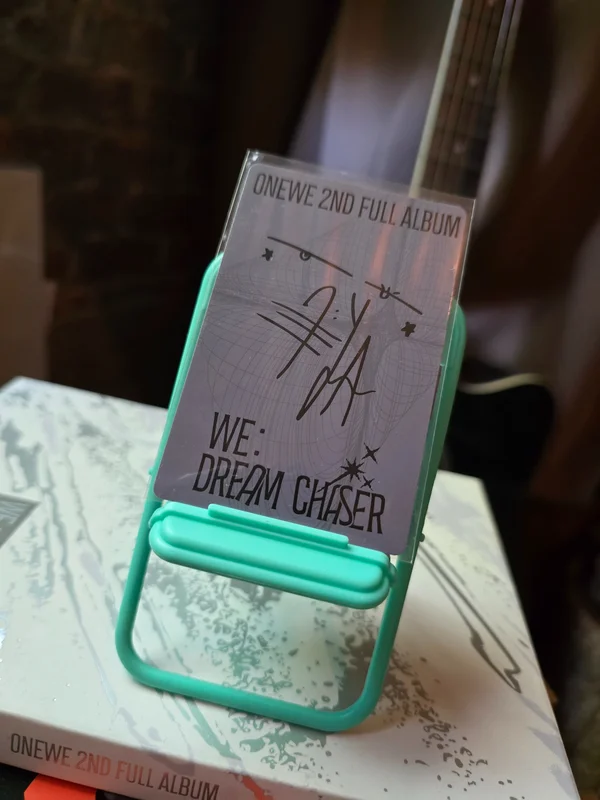 ONEWE 2ND FULL ALBUM
WE:
DREAM CHASER
ONEWE 2ND FULL ALBUM